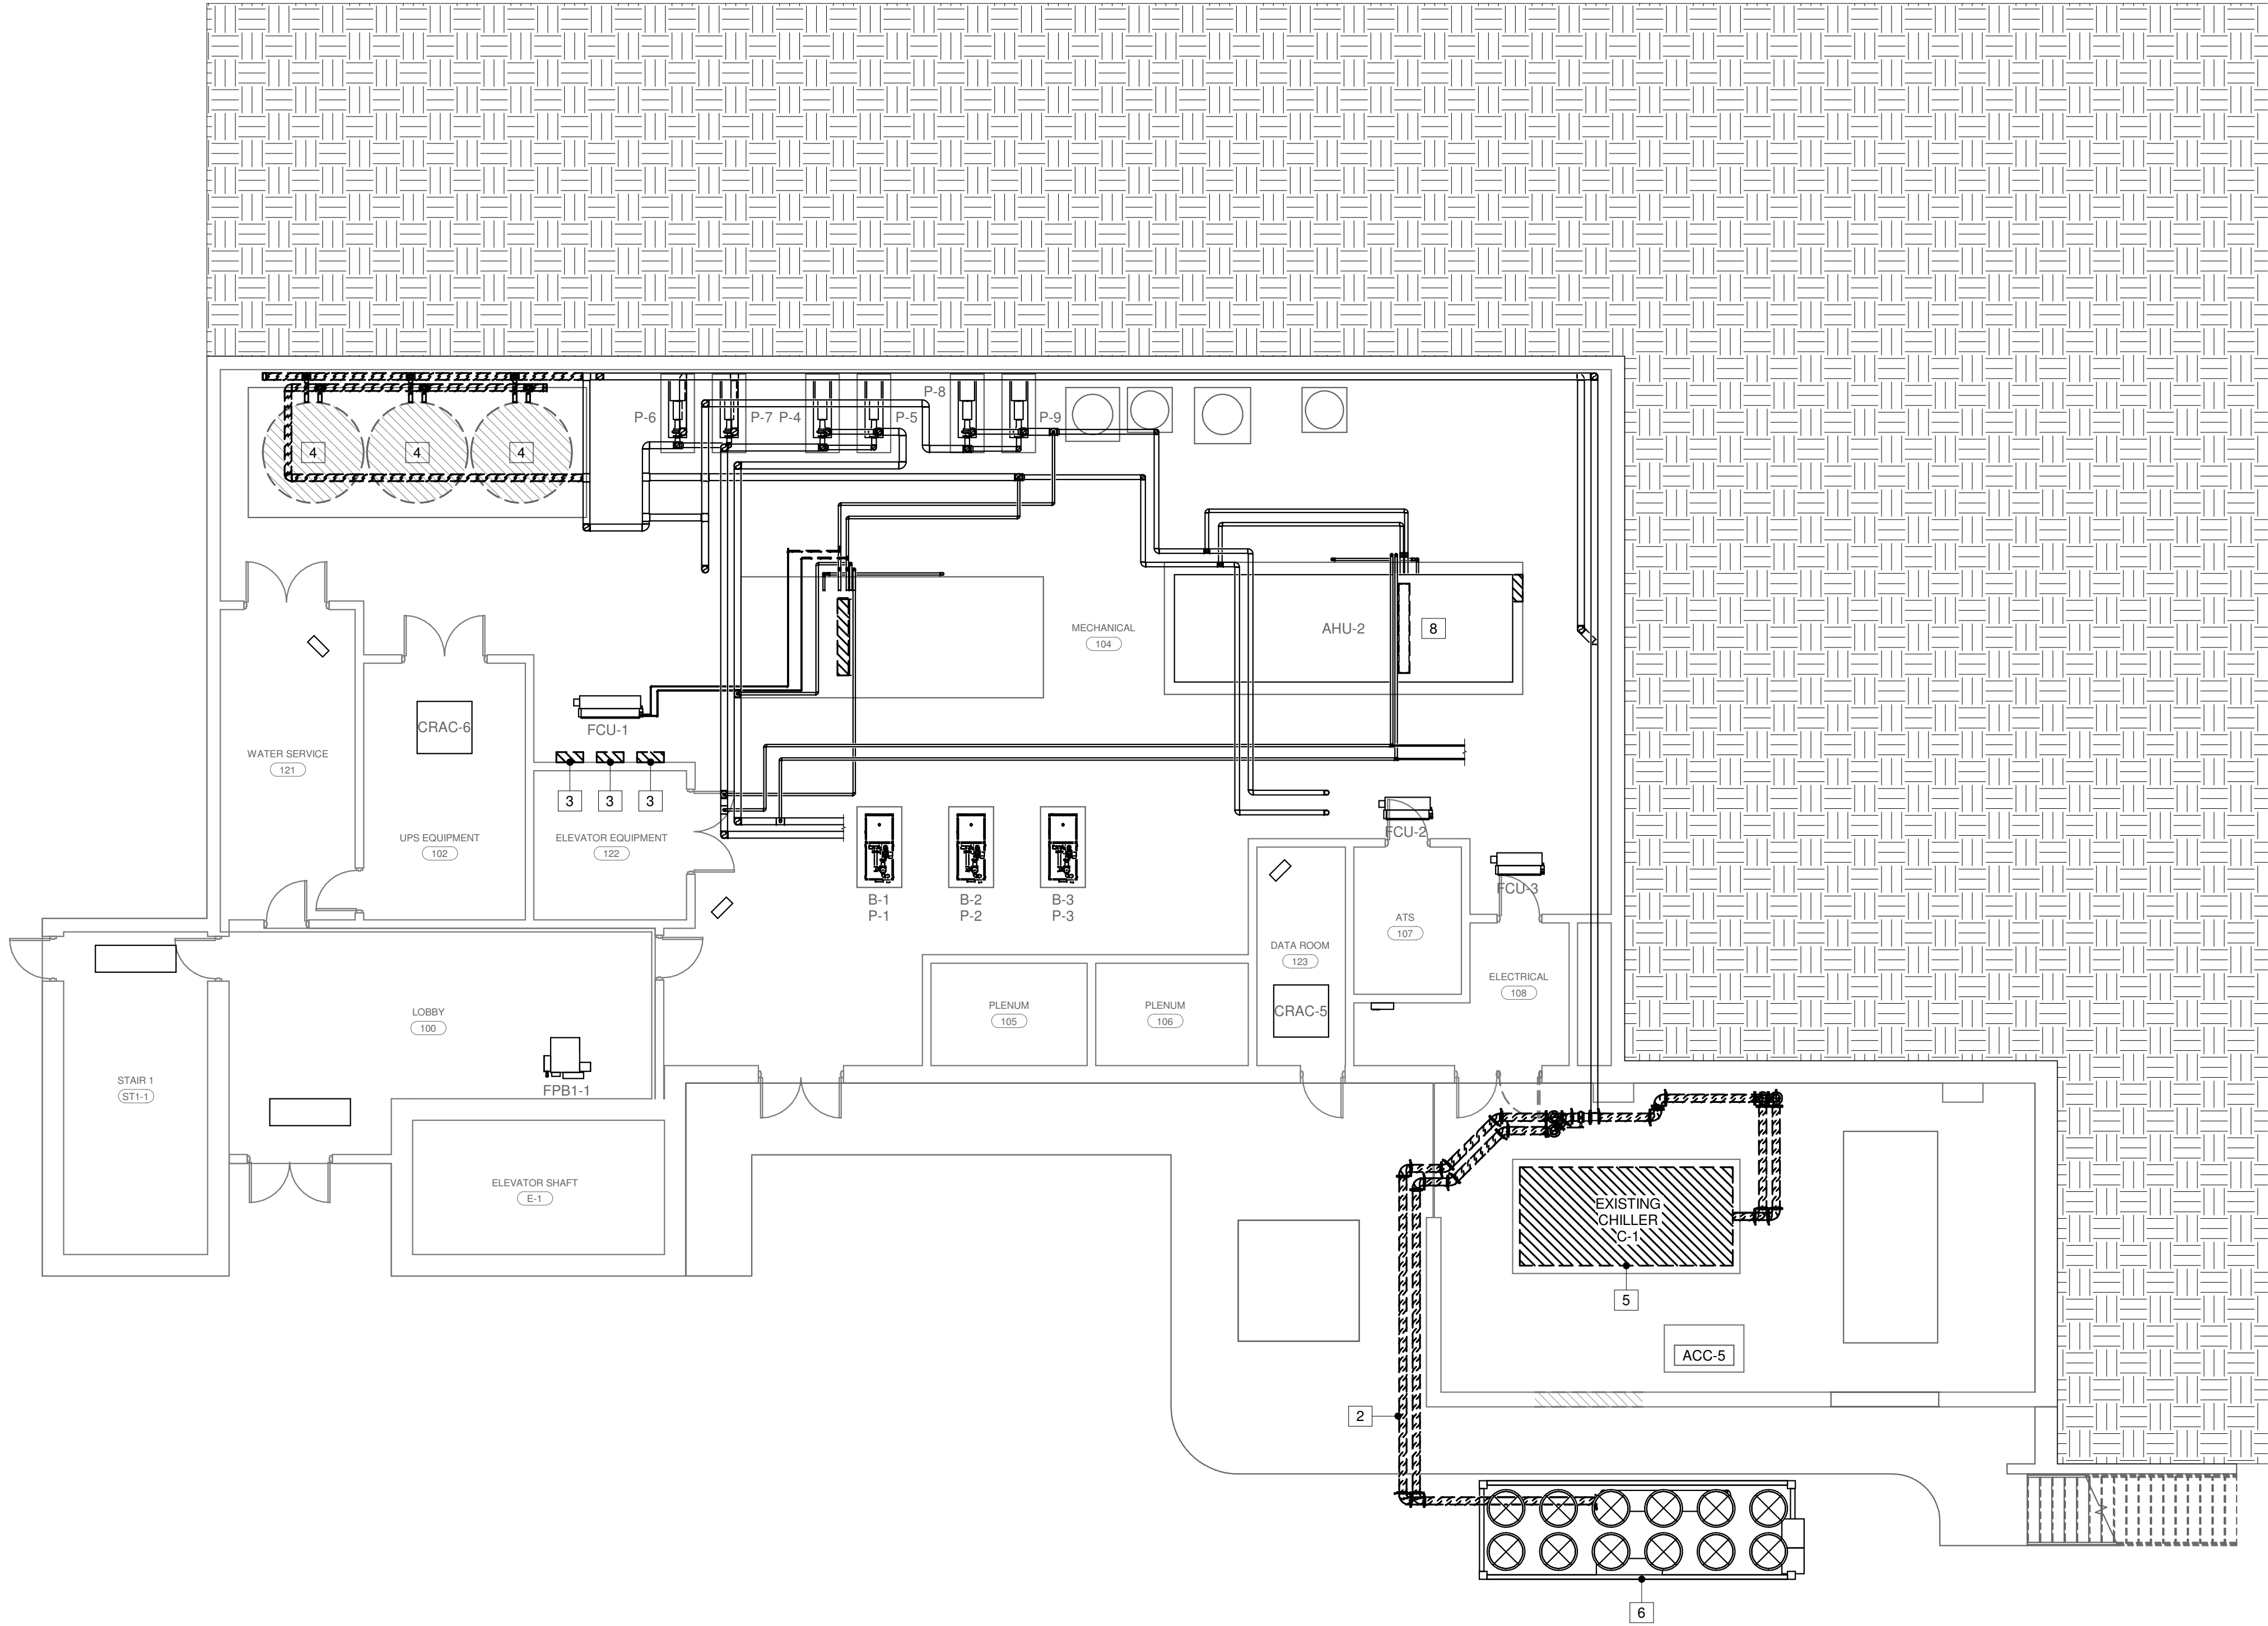 P-8
P-6
P-7
P-4
P-5
P-9
4
4
4
MECHANICAL
104
AHU-2
8
CRAC-6
FCU-1
WATER SERVICE
121
3
3
3
UPS EQUIPMENT
102
ELEVATOR EQUIPMENT
122
FCU-2
FCU-3
B-1
P-1
B-2
P-2
B-3
P-3
ATS
107
DATA ROOM
123
ELECTRICAL
108
PLENUM
105
PLENUM
106
CRAC-5
LOBBY
100
FPB1-1
STAIR 1
ST1-1
ELEVATOR SHAFT
E-1
EXISTING
CHILLER
C-1
5
ACC-5
2
6